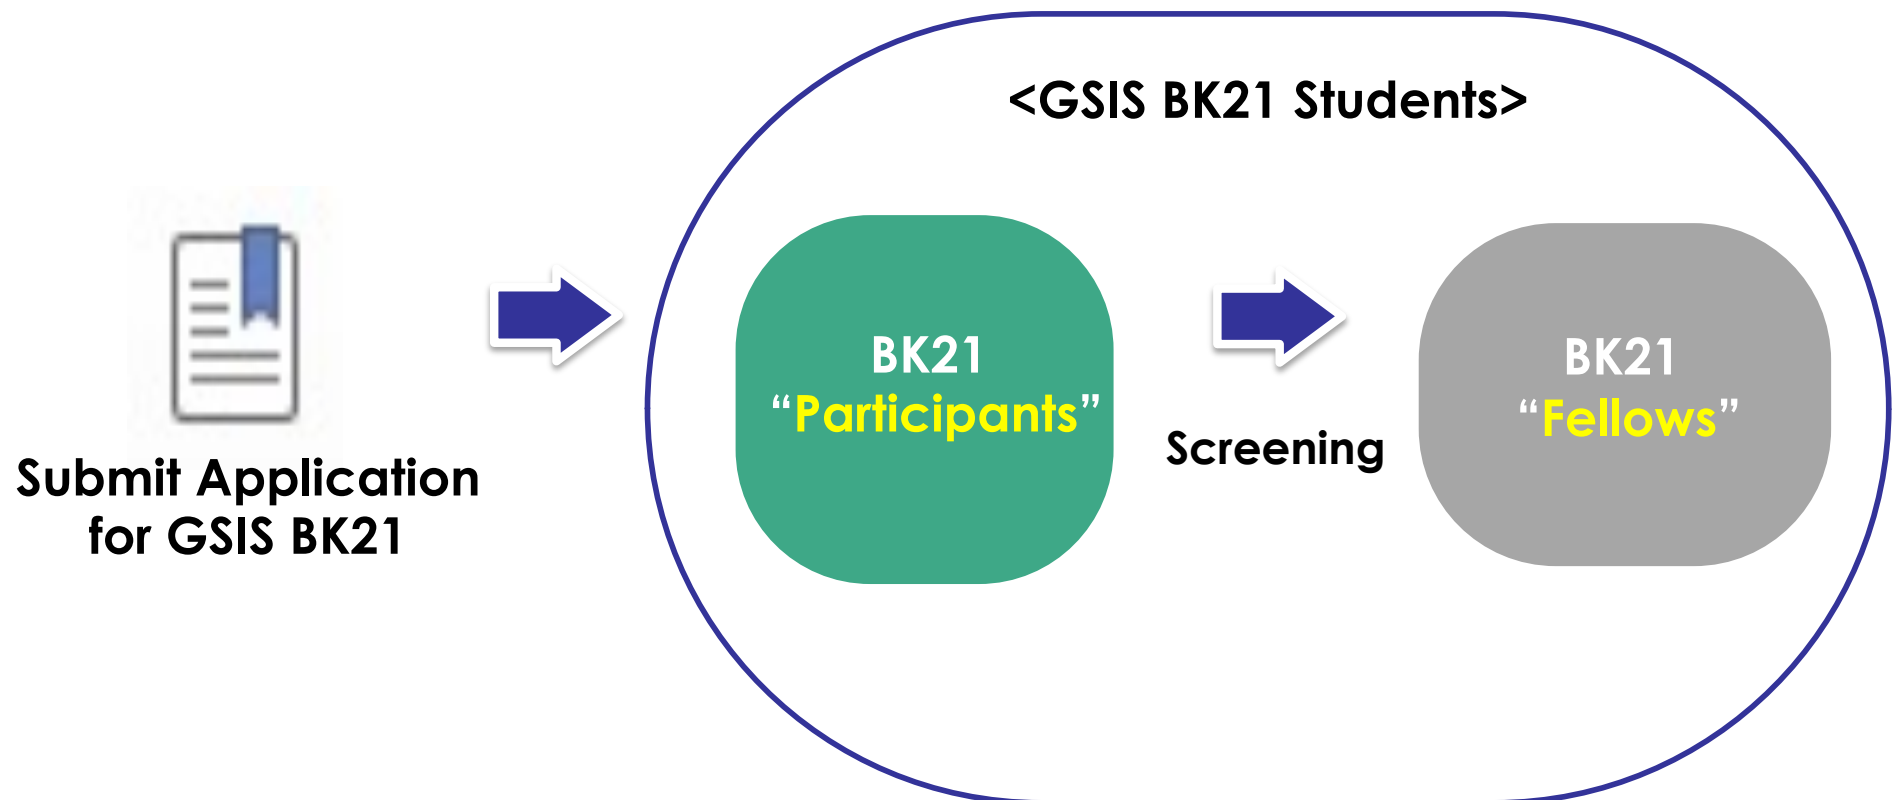 <GSIS BK21 Students>
Submit Application
for GSIS BK21
BK21
“Participants”
Screening
BK21
“Fellows”